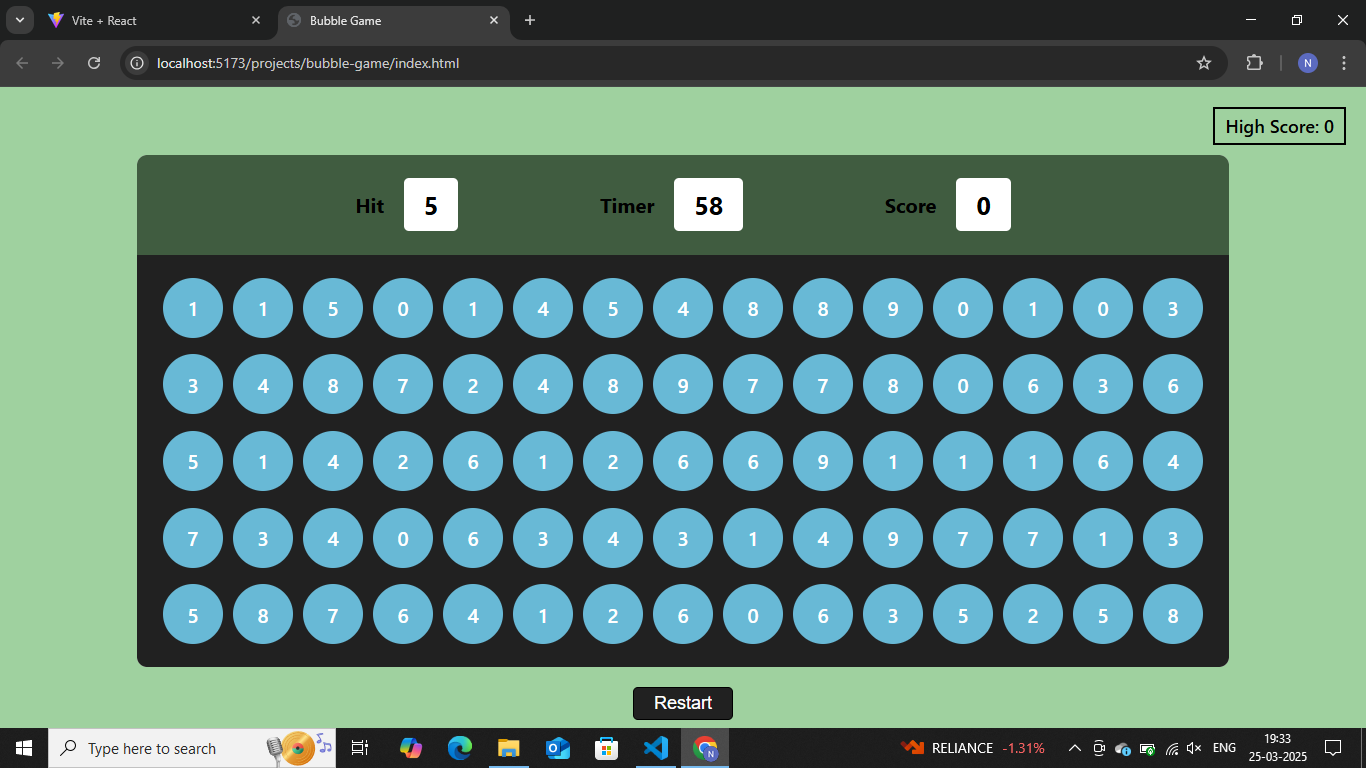 Vite + React
Bubble Game
localhost:5173/projects/bubble-game/index.html
N
High Score: 0
Hit 5 Timer 58 Score 0
1 1 5 0 1 4 5 4 8 8 9 0 1 0 3
3 4 8 7 2 4 8 9 7 7 8 0 6 3 6
5 1 4 2 6 1 2 6 6 9 1 1 1 6 4
7 3 4 0 6 3 4 3 1 4 9 7 7 1 3
5 8 7 6 4 1 2 6 0 6 3 5 2 5 8
Restart
Type here to search
N
RELIANCE -1.31%
ENG
19:33
25-03-2025